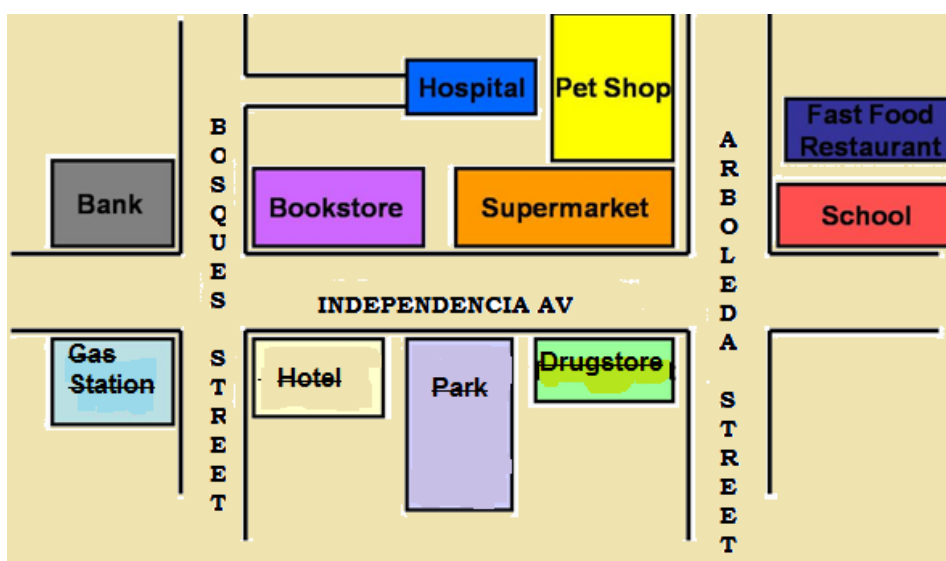 Hospital
Pet Shop
Fast Food
Restaurant
BOSQUES STREET
ARBOLEDA STREET
Bank
Bookstore
Supermarket
School
INDEPENDENCIA AV
Gas
Station
Hotel
Park
Drugstore